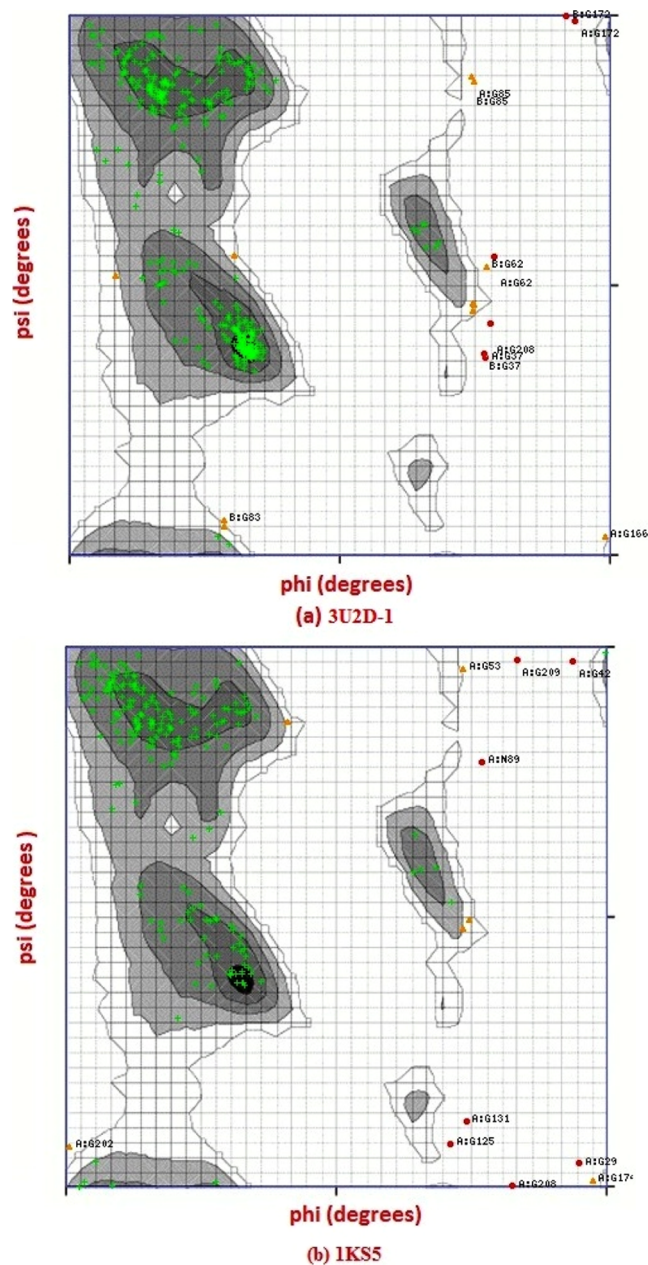 B:G172
A:G172
A:G85
B:G85
B:G62
A:G62
A:G208
A:G37
B:G37
B:G83
A:G166
psi (degrees )
phi (degrees)
(a) 3U2D-1
A:G53
A:G209
A:G42
A:N89
A:G131
A:G125
A:G202
A:G29
A:G174
A:G208
psi (degrees)
phi (degrees)
(b) 1KS5